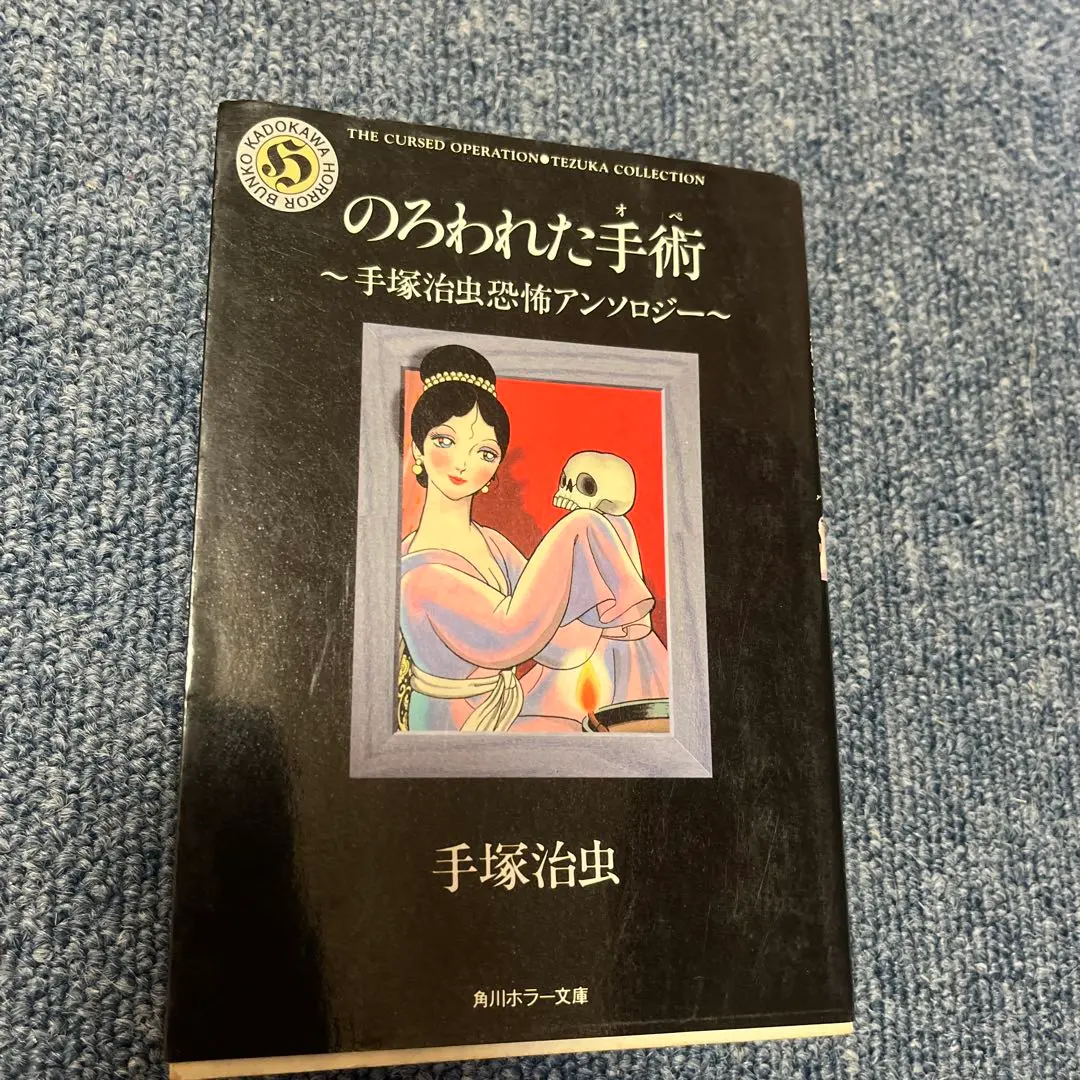 KADOKAWA HORROR BUNKO
H
THE CURSED OPERATION●TEZUKA COLLECTION
オペ
のろわれた手術
〜手塚治虫恐怖アンソロジー〜
手塚治虫
角川ホラー文庫